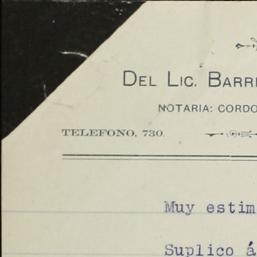 DEL LIC. BARR
NOTARIA: CORDO
TELEFONO, 730.
Muy estim
Suplico á